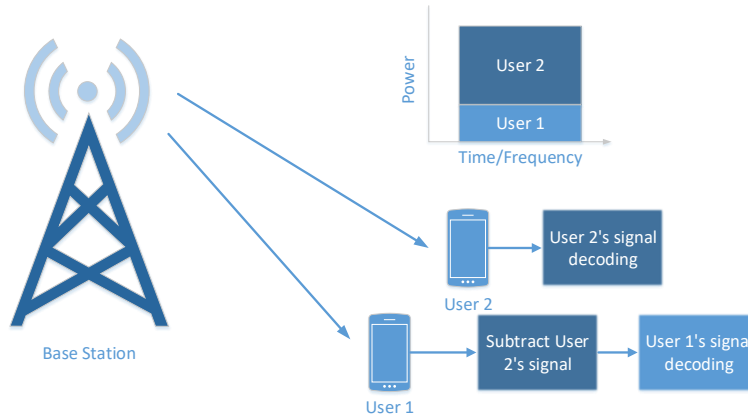 User 2
Power
User 1
Time/Frequency
User 2's signal
decoding
User 2
Base Station
Subtract User
2's signal
User 1's signal
decoding
User 1